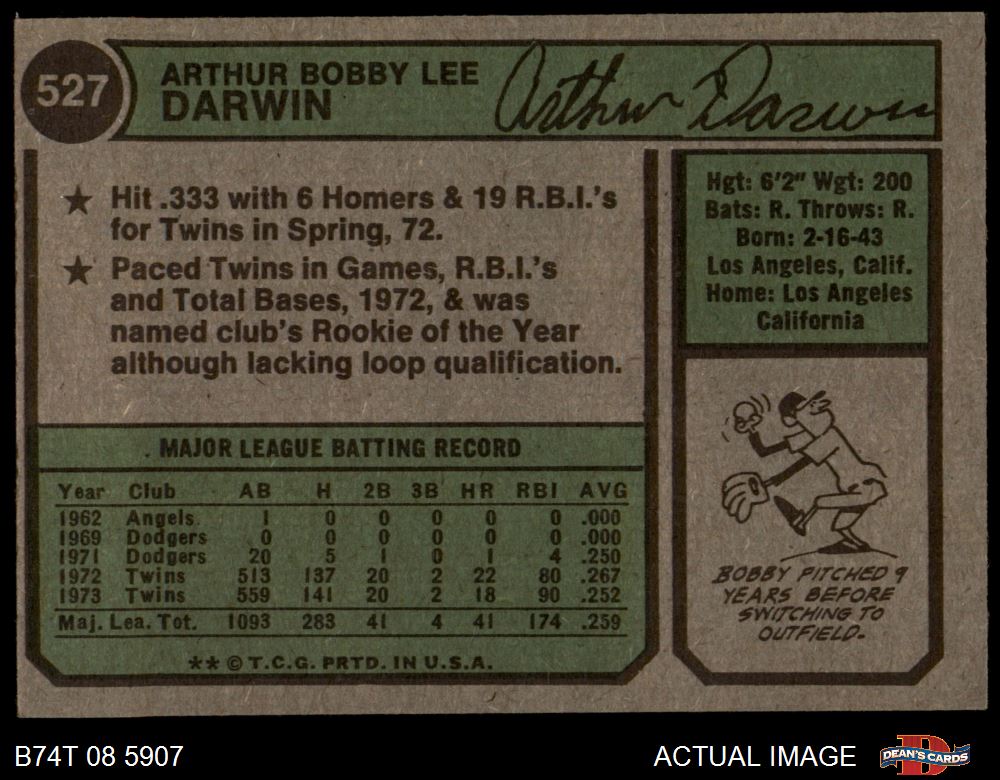 527
ARTHUR BOBBY LEE
DARWIN
Arthur Darwin
★ Hit .333 with 6 Homers & 19 R.B.I.'s
for Twins in Spring, 72.
★ Paced Twins in Games, R.B.I.'s
and Total Bases, 1972, & was
named club's Rookie of the Year
although lacking loop qualification.
Hgt: 6'2" Wgt: 200
Bats: R. Throws: R.
Born: 2-16-43
Los Angeles, Calif.
Home: Los Angeles
California
MAJOR LEAGUE BATTING RECORD
Year Club AB H 2B 3B HR RBI AVG
1962 Angels 1 0 0 0 0 0 .000
1969 Dodgers 0 0 0 0 0 0 .000
1971 Dodgers 20 5 1 0 1 4 .250
1972 Twins 513 137 20 2 22 80 .267
1973 Twins 559 141 20 2 18 90 .252
Maj. Lea. Tot. 1093 283 41 4 41 174 .259
** © T.C.G. PRTD. IN U.S.A.
BOBBY PITCHED 9
YEARS BEFORE
SWITCHING TO
OUTFIELD.
B74T 08 5907
ACTUAL IMAGE
DEAN'S CARDS